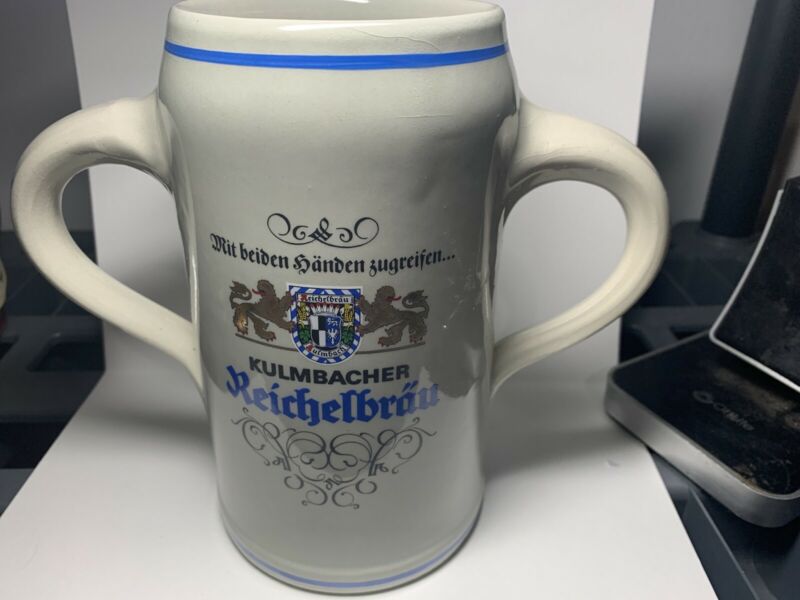 Mit beiden Händen zugreifen...
Reichelbräu
Kulmbach
KULMBACHER
Reichelbräu